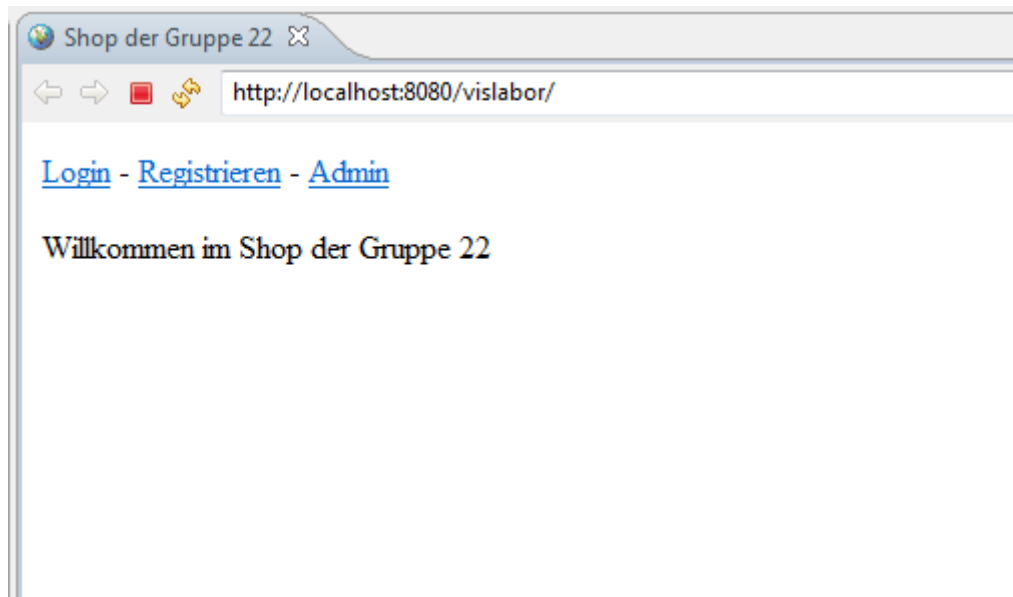 Shop der Gruppe 22
http://localhost:8080/vislabor/
Login - Registrieren - Admin
Willkommen im Shop der Gruppe 22